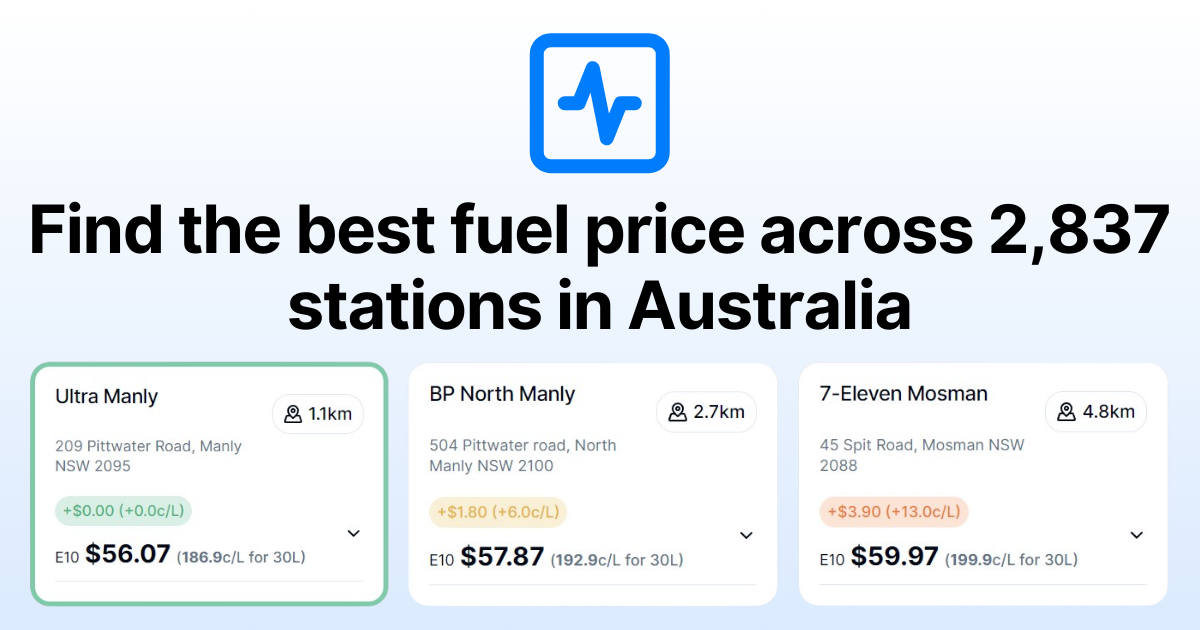 Find the best fuel price across 2,837
stations in Australia
Ultra Manly
1.1km
209 Pittwater Road, Manly
NSW 2095
+$0.00 (+0.0c/L)
E10 $56.07 (186.9c/L for 30L)
BP North Manly
2.7km
504 Pittwater road, North
Manly NSW 2100
+$1.80 (+6.0c/L)
E10 $57.87 (192.9c/L for 30L)
7-Eleven Mosman
4.8km
45 Spit Road, Mosman NSW
2088
+$3.90 (+13.0c/L)
E10 $59.97 (199.9c/L for 30L)